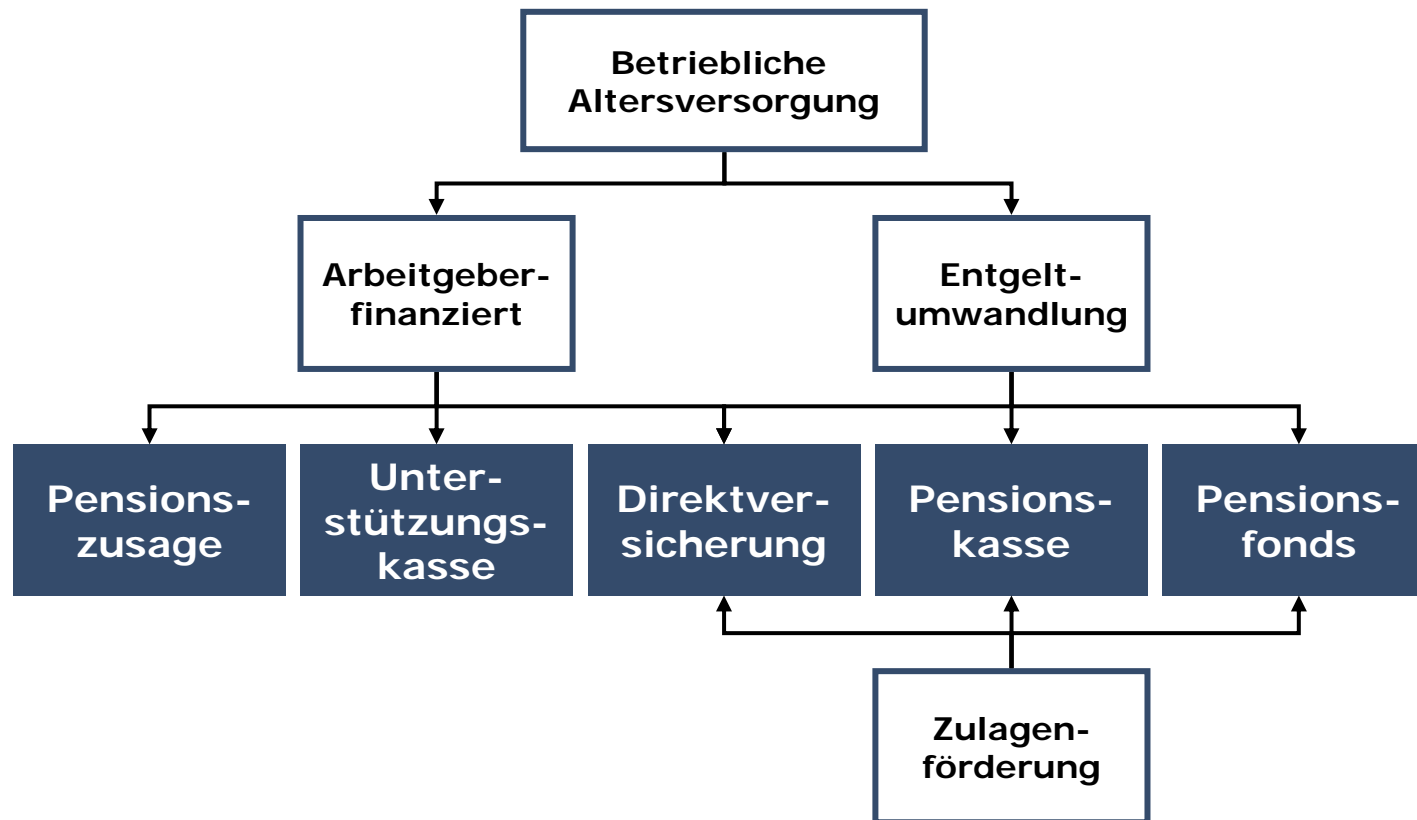 Betriebliche
Altersversorgung
Arbeitgeber-
finanziert
Entgelt-
umwandlung
Pensions-
zusage
Unter-
stützungs-
kasse
Direktver-
sicherung
Pensions-
kasse
Pensions-
fonds
Zulagen-
förderung